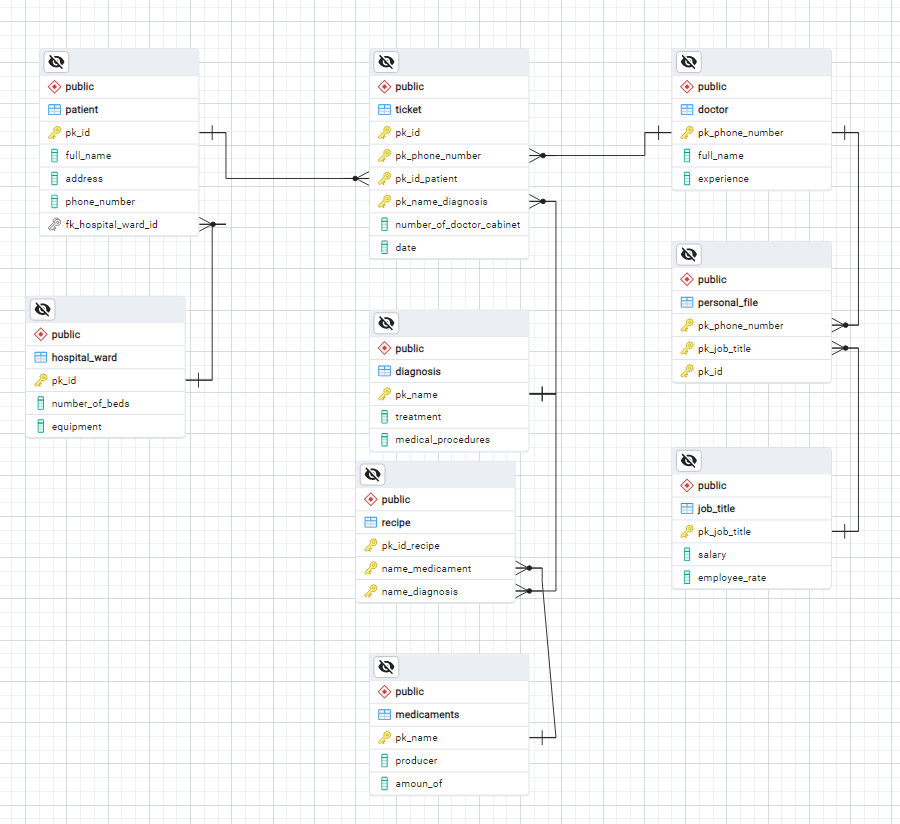 public
patient
pk_id
full_name
address
phone_number
fk_hospital_ward_id
public
hospital_ward
pk_id
number_of_beds
equipment
public
ticket
pk_id
pk_phone_number
pk_id_patient
pk_name_diagnosis
number_of_doctor_cabinet
date
public
diagnosis
pk_name
treatment
medical_procedures
public
recipe
pk_id_recipe
name_medicament
name_diagnosis
public
medicaments
pk_name
producer
amoun_of
public
doctor
pk_phone_number
full_name
experience
public
personal_file
pk_phone_number
pk_job_title
pk_id
public
job_title
pk_job_title
salary
employee_rate